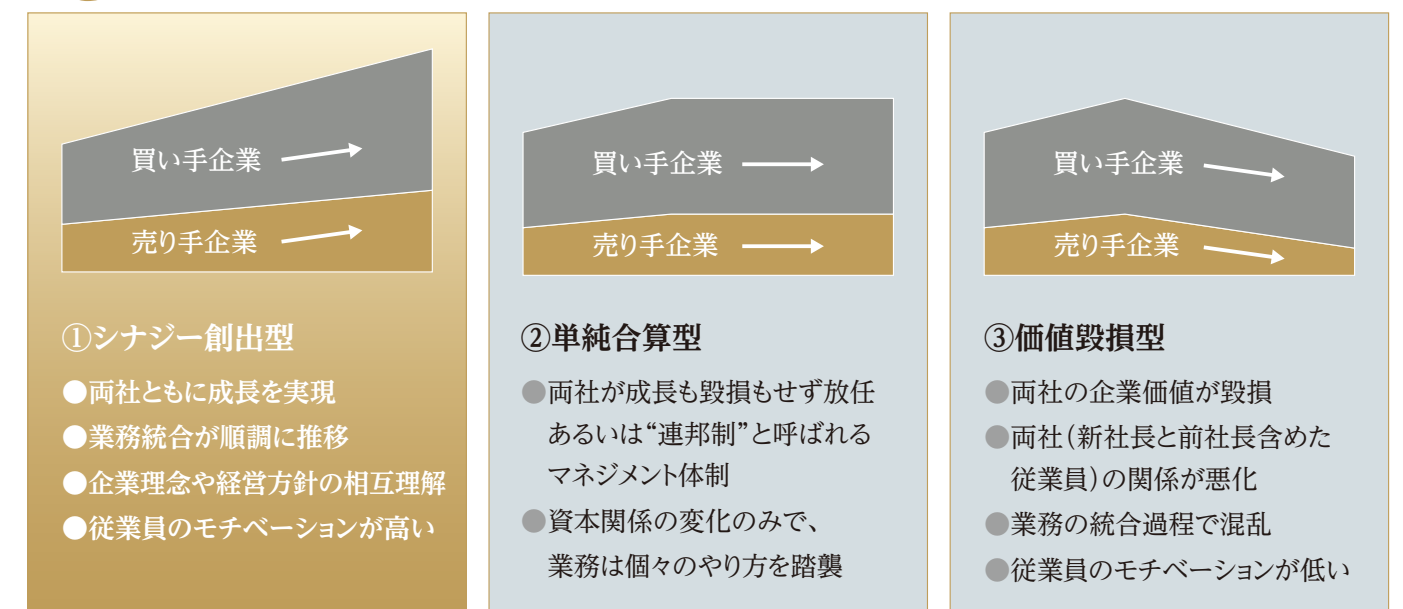 買い手企業
売り手企業
①シナジー創出型
●両社ともに成長を実現
●業務統合が順調に推移
●企業理念や経営方針の相互理解
●従業員のモチベーションが高い
買い手企業
売り手企業
②単純合算型
●両社が成長も毀損もせず放任
あるいは“連邦制”と呼ばれる
マネジメント体制
●資本関係の変化のみで、
業務は個々のやり方を踏襲
買い手企業
売り手企業
③価値毀損型
●両社の企業価値が毀損
●両社（新社長と前社長含めた
従業員）の関係が悪化
●業務の統合過程で混乱
●従業員のモチベーションが低い